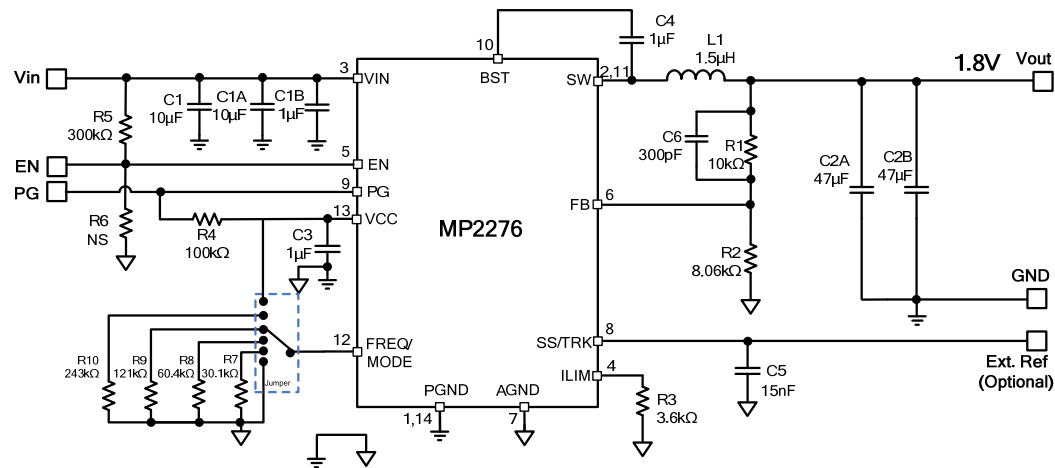 C4
1µF
10
BST
L1
1.5µH
Vin
3
VIN
2,11
SW
1.8V
Vout
C1
10µF
C1A
10µF
C1B
1µF
R5
300kΩ
C6
300pF
R1
10kΩ
C2A
47µF
C2B
47µF
EN
5
EN
PG
9
PG
6
FB
13
VCC
MP2276
R6
NS
R4
100kΩ
C3
1µF
R2
8.06kΩ
GND
8
SS/TRK
Ext. Ref
(Optional)
12
FREQ/
MODE
R10
243kΩ
R9
121kΩ
R8
60.4kΩ
R7
30.1kΩ
Jumper
C5
15nF
4
ILIM
R3
3.6kΩ
PGND
1,14
AGND
7